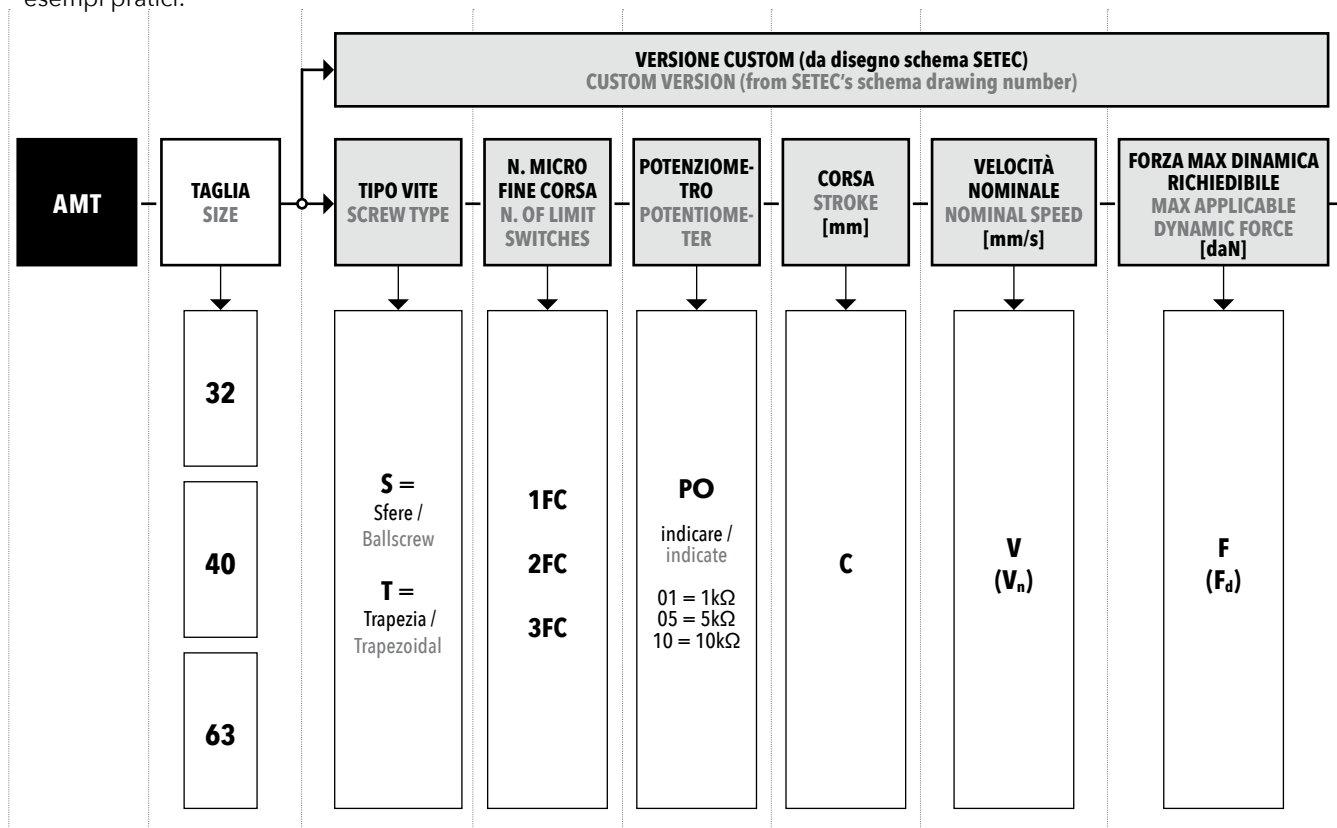 esempi pratici.
VERSIONE CUSTOM (da disegno schema SETEC)
CUSTOM VERSION (from SETEC's schema drawing number)
AMT
TAGLIA
SIZE
TIPO VITE
SCREW TYPE
N. MICRO
FINE CORSA
N. OF LIMIT
SWITCHES
POTENZIOME-
TRO
POTENTIOME-
TER
CORSA
STROKE
[mm]
VELOCITÀ
NOMINALE
NOMINAL SPEED
[mm/s]
FORZA MAX DINAMICA
RICHIEDIBILE
MAX APPLICABLE
DYNAMIC FORCE
[daN]
32
40
63
S =
Sfere /
Ballscrew
T =
Trapezia /
Trapezoidal
1FC
2FC
3FC
PO
indicare /
indicate
01 = 1kΩ
05 = 5kΩ
10 = 10kΩ
C
V
(Vn)
F
(Fd)